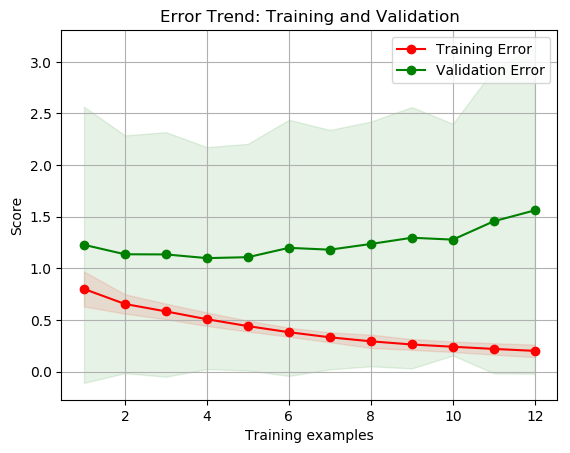 Error Trend: Training and Validation
Training Error
Validation Error
Score
3.0
2.5
2.0
1.5
1.0
0.5
0.0
2 4 6 8 10 12
Training examples